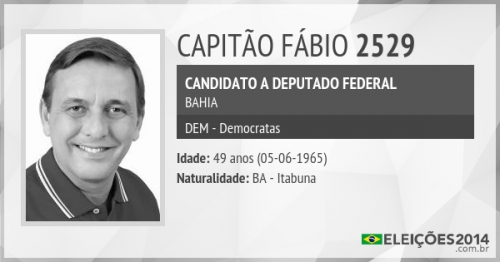 CAPITÃO FÁBIO 2529
CANDIDATO A DEPUTADO FEDERAL
BAHIA
DEM - Democratas
Idade: 49 anos (05-06-1965)
Naturalidade: BA - Itabuna
ELEIÇÕES2014
.com.br